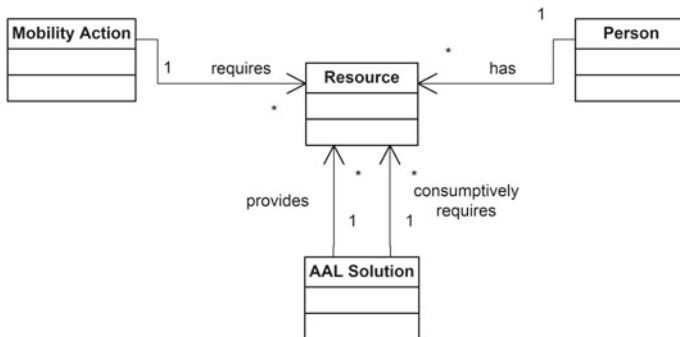 Mobility Action
1
requires
*
Resource
1
Person
*
has
provides
*
1
*
consumptively
requires
1
AAL Solution